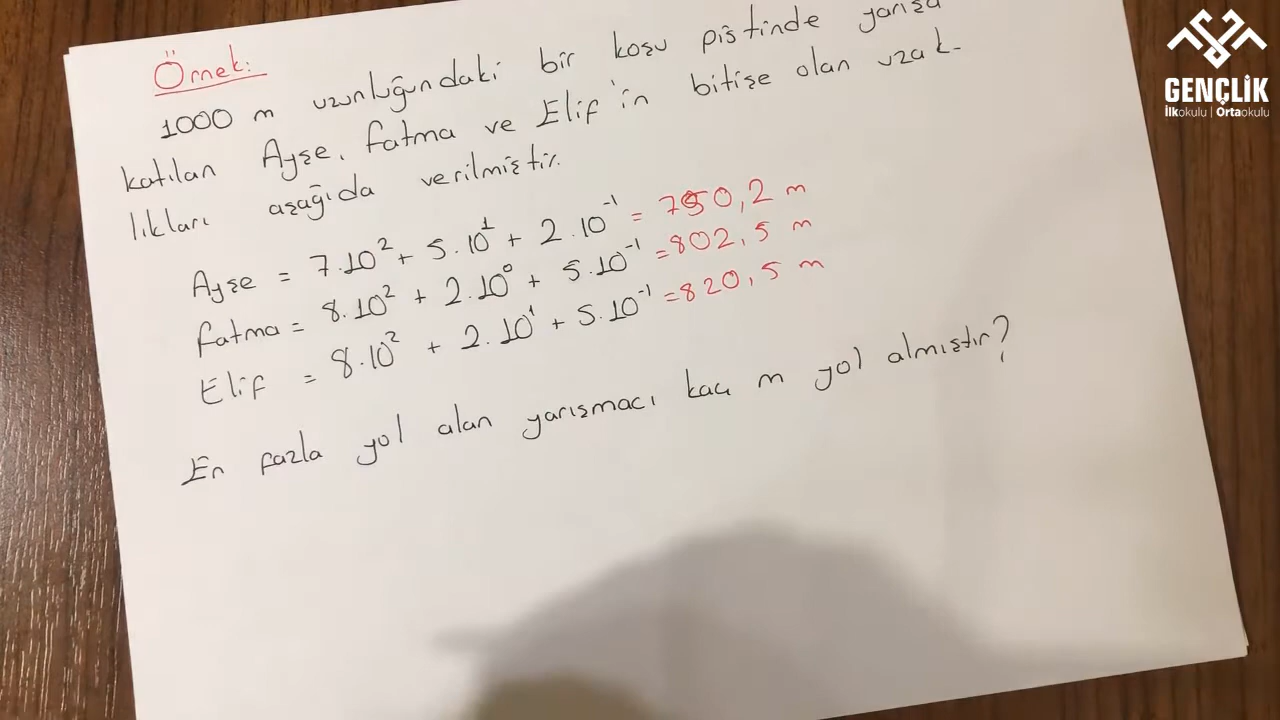 Örnek:
1000 m uzunluğundaki bir koşu pistinde yarışa
katılan Ayşe, Fatma ve Elif'in bitişe olan uzak-
lıkları aşağıda verilmiştir.
Ayşe = 7.10² + 5.10¹ + 2.10⁻¹ = 750,2 m
Fatma = 8.10² + 2.10⁰ + 5.10⁻¹ = 802,5 m
Elif = 8.10² + 2.10¹ + 5.10⁻¹ = 820,5 m
En fazla yol alan yarışmacı kaç m yol almıştır?
GENÇLİK
İlkokulu | Ortaokulu